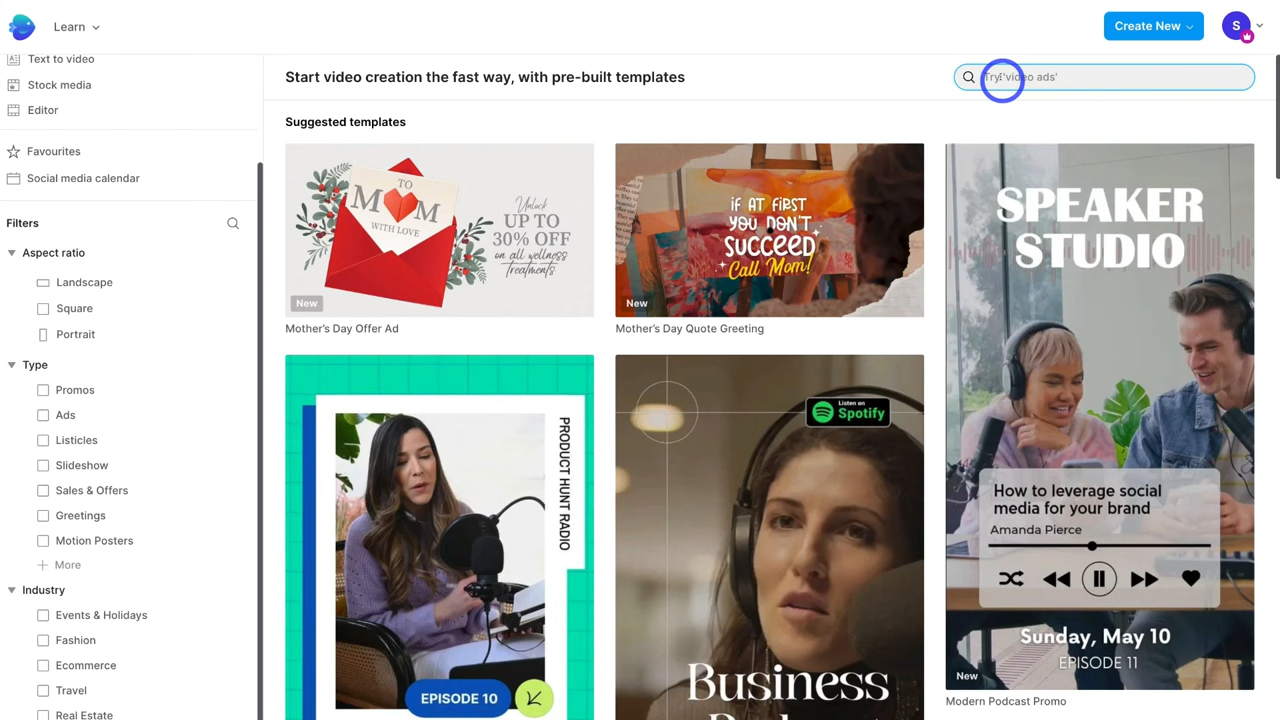 Learn
Create New
S
Text to video
Stock media
Editor
Favourites
Social media calendar
Filters
Aspect ratio
Landscape
Square
Portrait
Type
Promos
Ads
Listicles
Slideshow
Sales & Offers
Greetings
Motion Posters
More
Industry
Events & Holidays
Fashion
Ecommerce
Travel
Real Estate
Start video creation the fast way, with pre-built templates
Try 'video ads'
Suggested templates
TO
MOM
WITH LOVE
Unlock
UP TO
30% OFF
on all wellness
treatments
New
Mother's Day Offer Ad
IF AT FIRST
YOU DON'T
SUCCEED
Call Mom!
New
Mother's Day Quote Greeting
SPEAKER
STUDIO
How to leverage social
media for your brand
Amanda Pierce
Sunday, May 10
EPISODE 11
New
Modern Podcast Promo
PRODUCT HUNT RADIO
EPISODE 10
Listen on
Spotify
Business